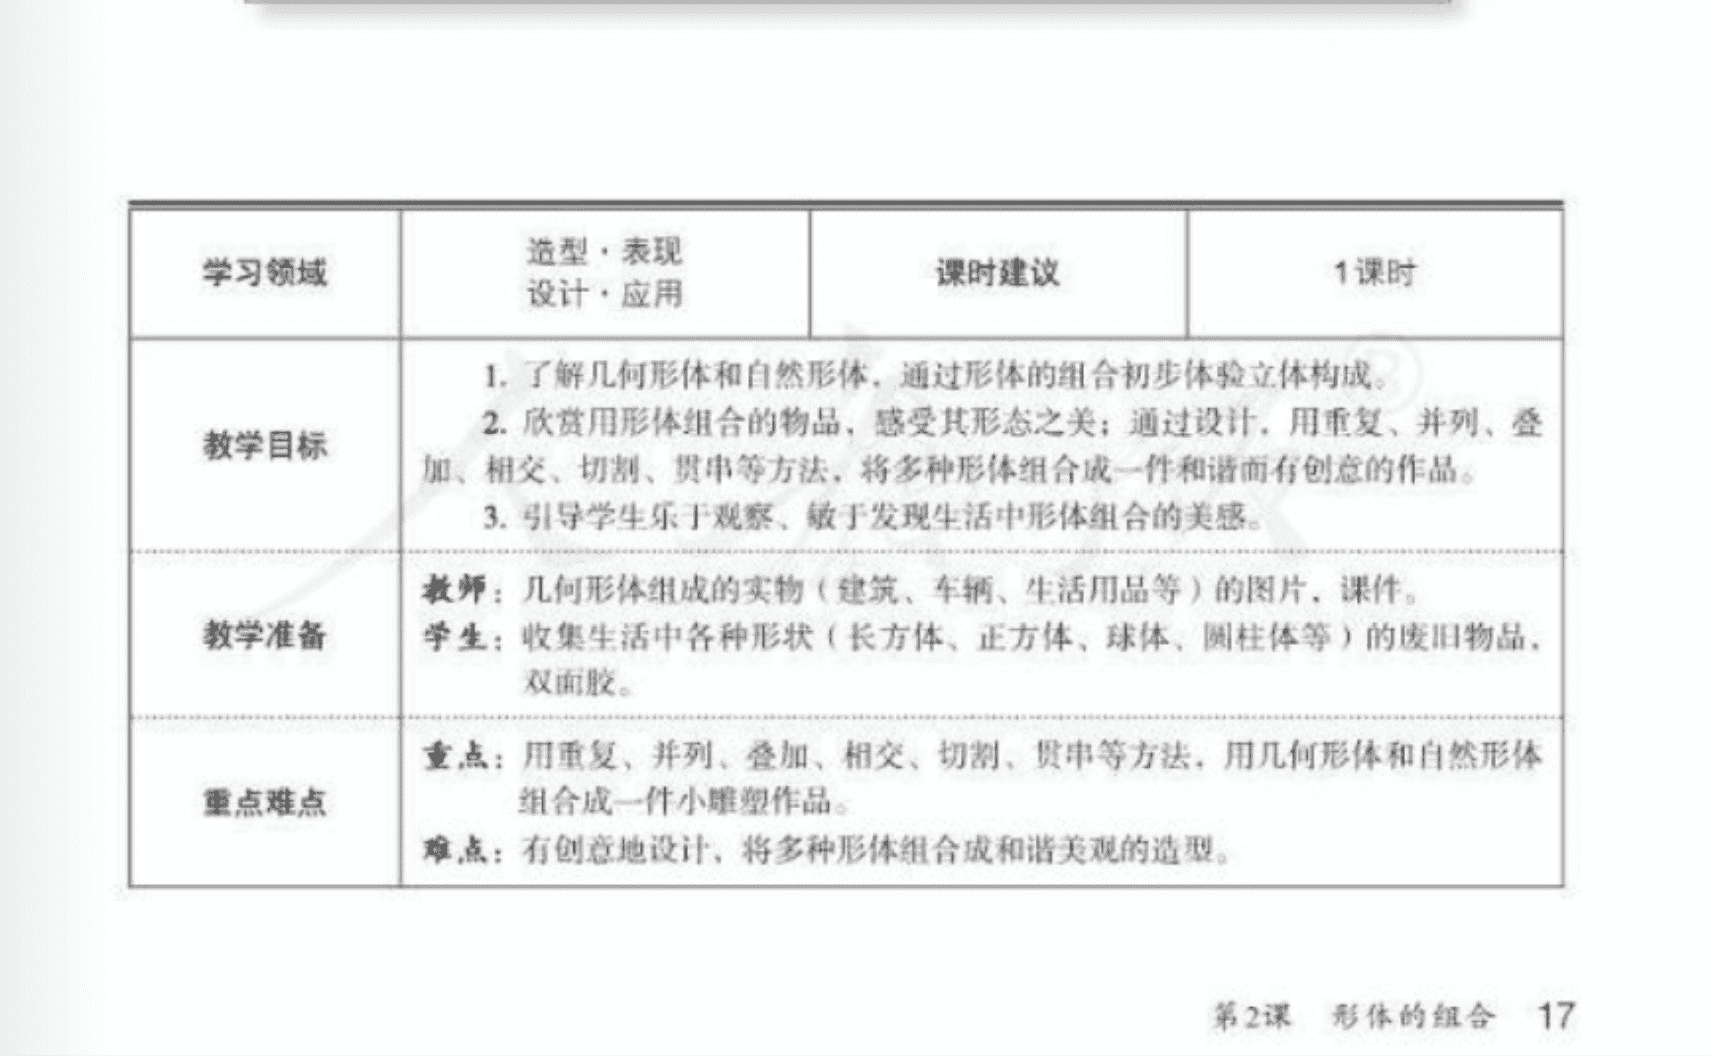 学习领域
造型·表现
设计·应用
课时建议
1课时
教学目标
1. 了解几何形体和自然形体，通过形体的组合初步体验立体构成。
2. 欣赏用形体组合的物品，感受其形态之美；通过设计，用重复、并列、叠
加、相交、切割、贯串等方法，将多种形体组合成一件和谐而有创意的作品。
3. 引导学生乐于观察、敏于发现生活中形体组合的美感。
教学准备
教师：几何形体组成的实物（建筑、车辆、生活用品等）的图片，课件。
学生：收集生活中各种形状（长方体、正方体、球体、圆柱体等）的废旧物品，
双面胶。
重点难点
重点：用重复、并列、叠加、相交、切割、贯串等方法，用几何形体和自然形体
组合成一件小雕塑作品。
难点：有创意地设计，将多种形体组合成和谐美观的造型。
第2课 形体的组合 17